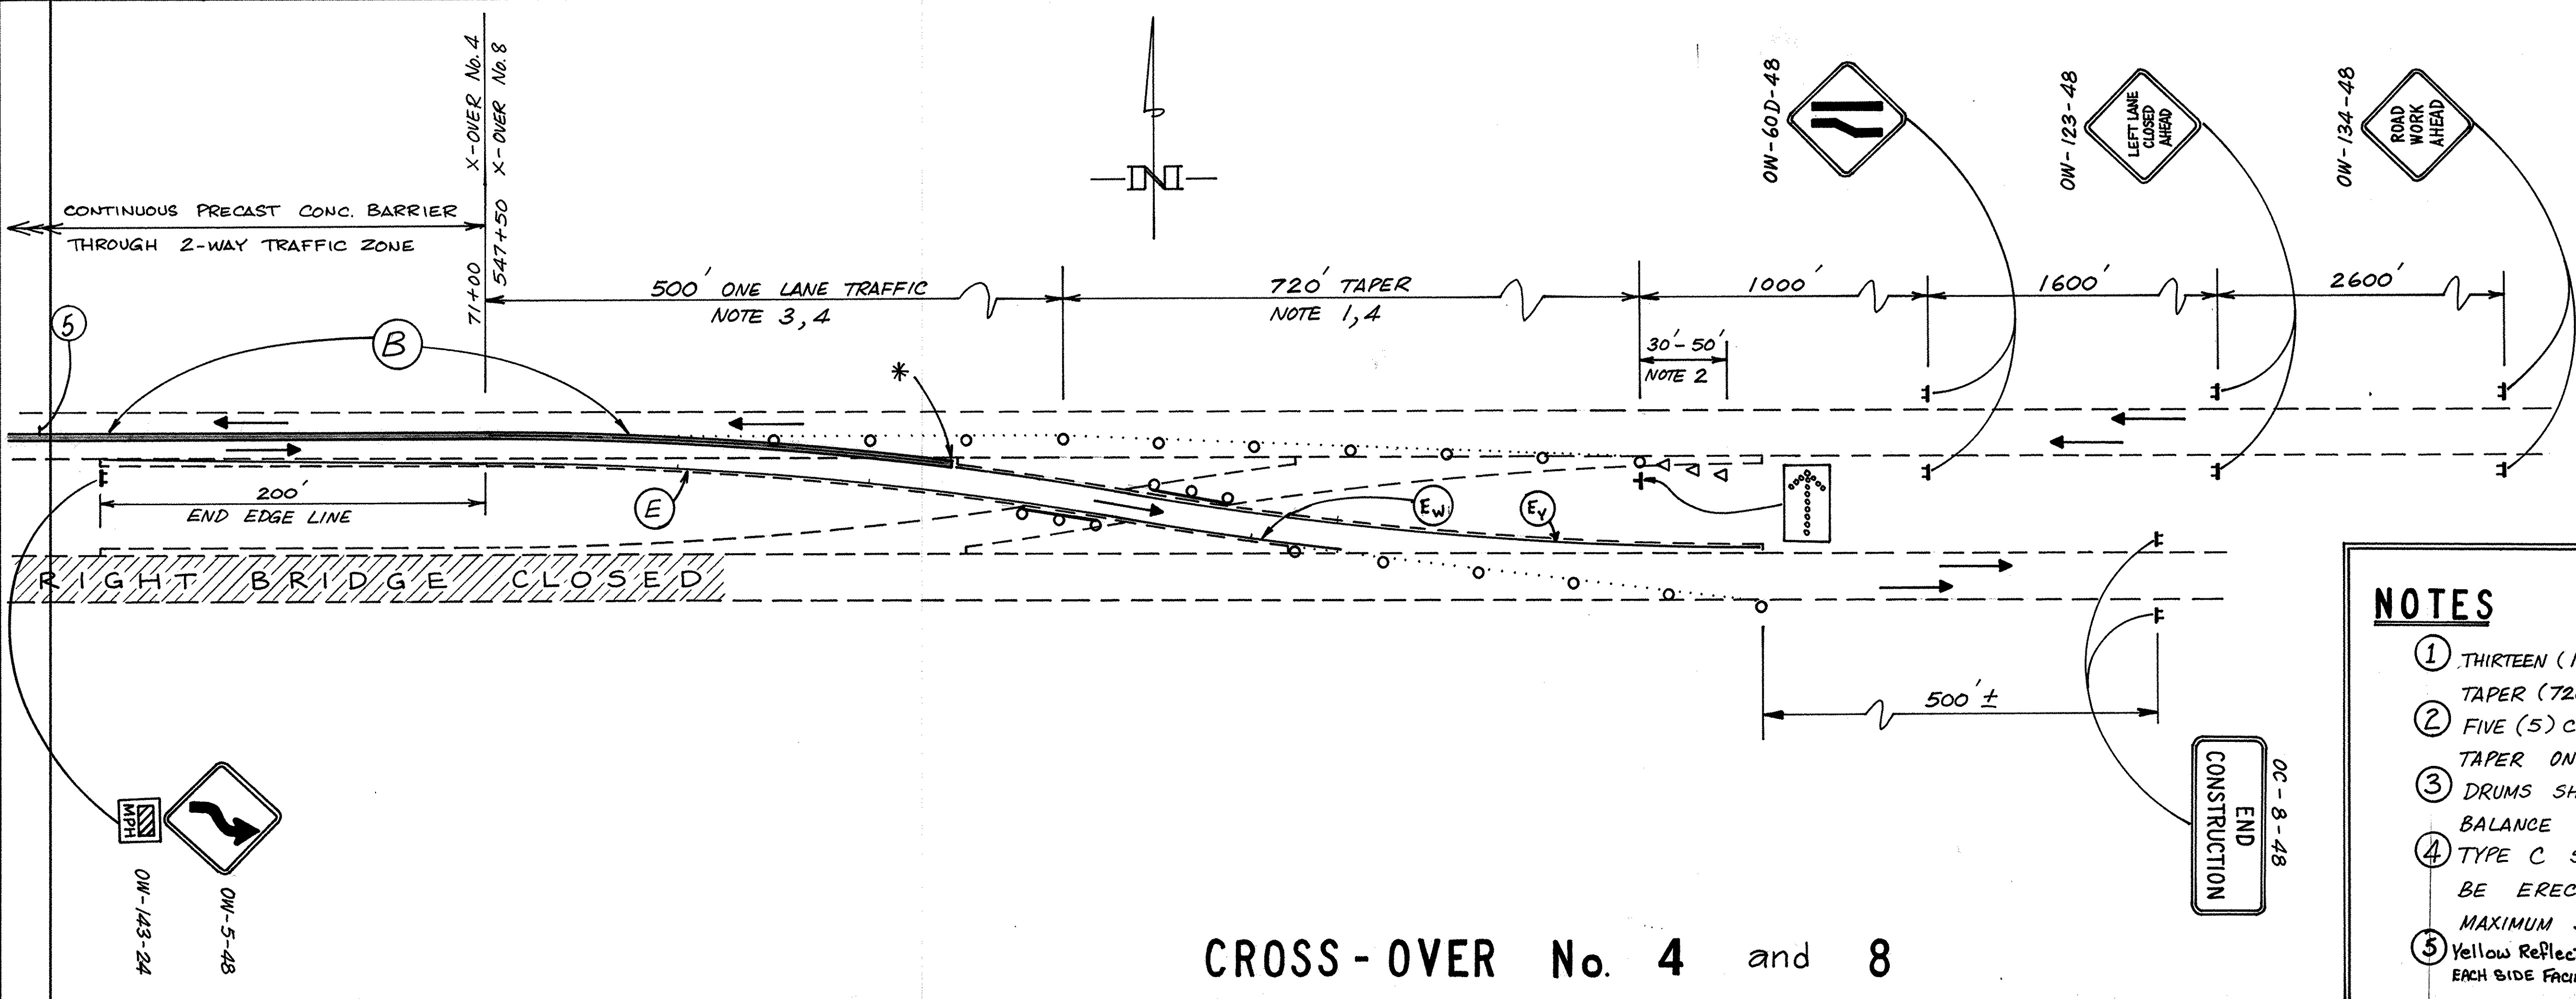 X-OVER No. 4
X-OVER No. 8
71+00
547+50
CONTINUOUS PRECAST CONC. BARRIER
THROUGH 2-WAY TRAFFIC ZONE
N
OW-60D-48
OW-123-48
LEFT LANE
CLOSED
AHEAD
OW-134-48
ROAD
WORK
AHEAD
500' ONE LANE TRAFFIC
NOTE 3,4
720' TAPER
NOTE 1,4
1000'
1600'
2600'
30'-50'
NOTE 2
5
B
*
200'
END EDGE LINE
E
EW
EY
RIGHT BRIDGE CLOSED
500'±
MPH
OW-143-24
OW-5-48
END
CONSTRUCTION
OC-8-48
NOTES
1 THIRTEEN (
TAPER (72
2 FIVE (5) C
TAPER ON
3 DRUMS SH
BALANCE
4 TYPE C S
BE EREC
MAXIMUM
5 Yellow Reflec
EACH SIDE FACI
CROSS-OVER No. 4 and 8